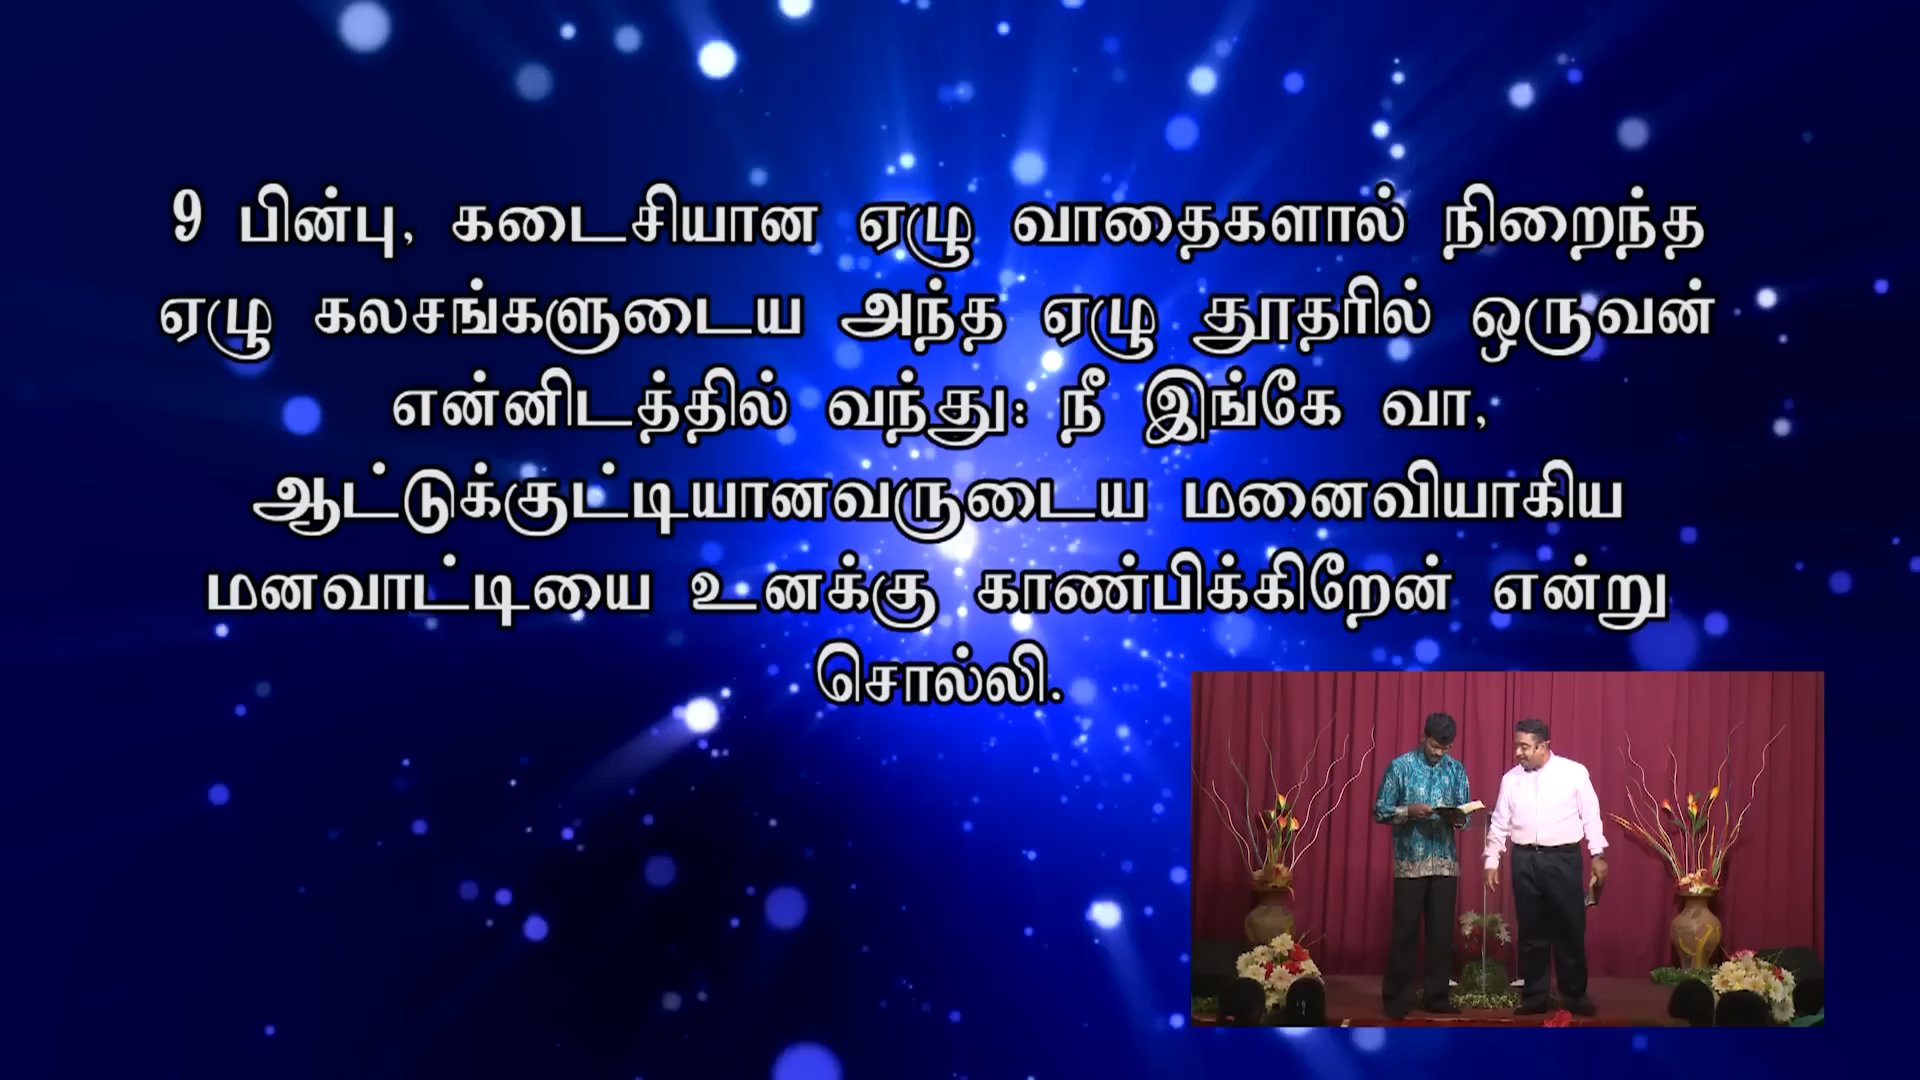 9 பின்பு, கடைசியான ஏழு வாதைகளால் நிறைந்த
ஏழு கலசங்களுடைய அந்த ஏழு தூதரில் ஒருவன்
என்னிடத்தில் வந்து: நீ இங்கே வா,
ஆட்டுக்குட்டியானவருடைய மனைவியாகிய
மனவாட்டியை உனக்கு காண்பிக்கிறேன் என்று
சொல்லி.